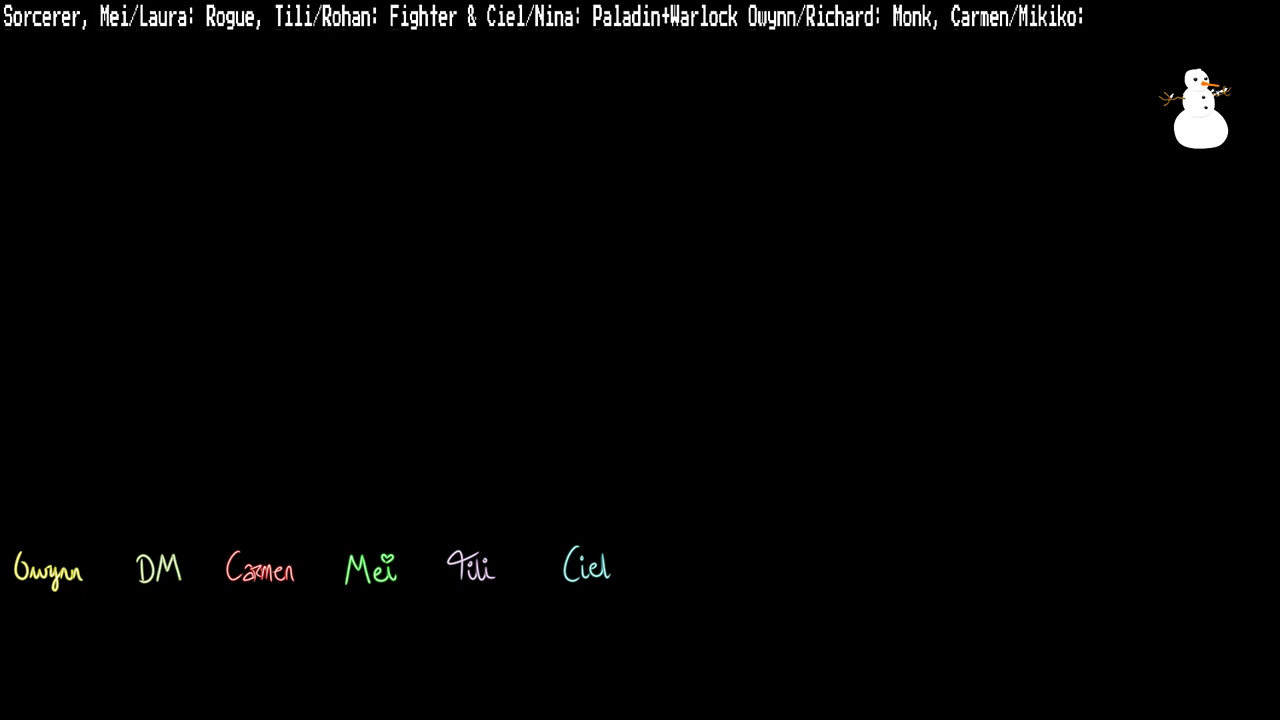 Sorcerer, Mei/Laura: Rogue, Tili/Rohan: Fighter & Ciel/Nina: Paladin+Warlock Owynn/Richard: Monk, Carmen/Mikiko:
Owynn DM Carmen Mei Tili Ciel